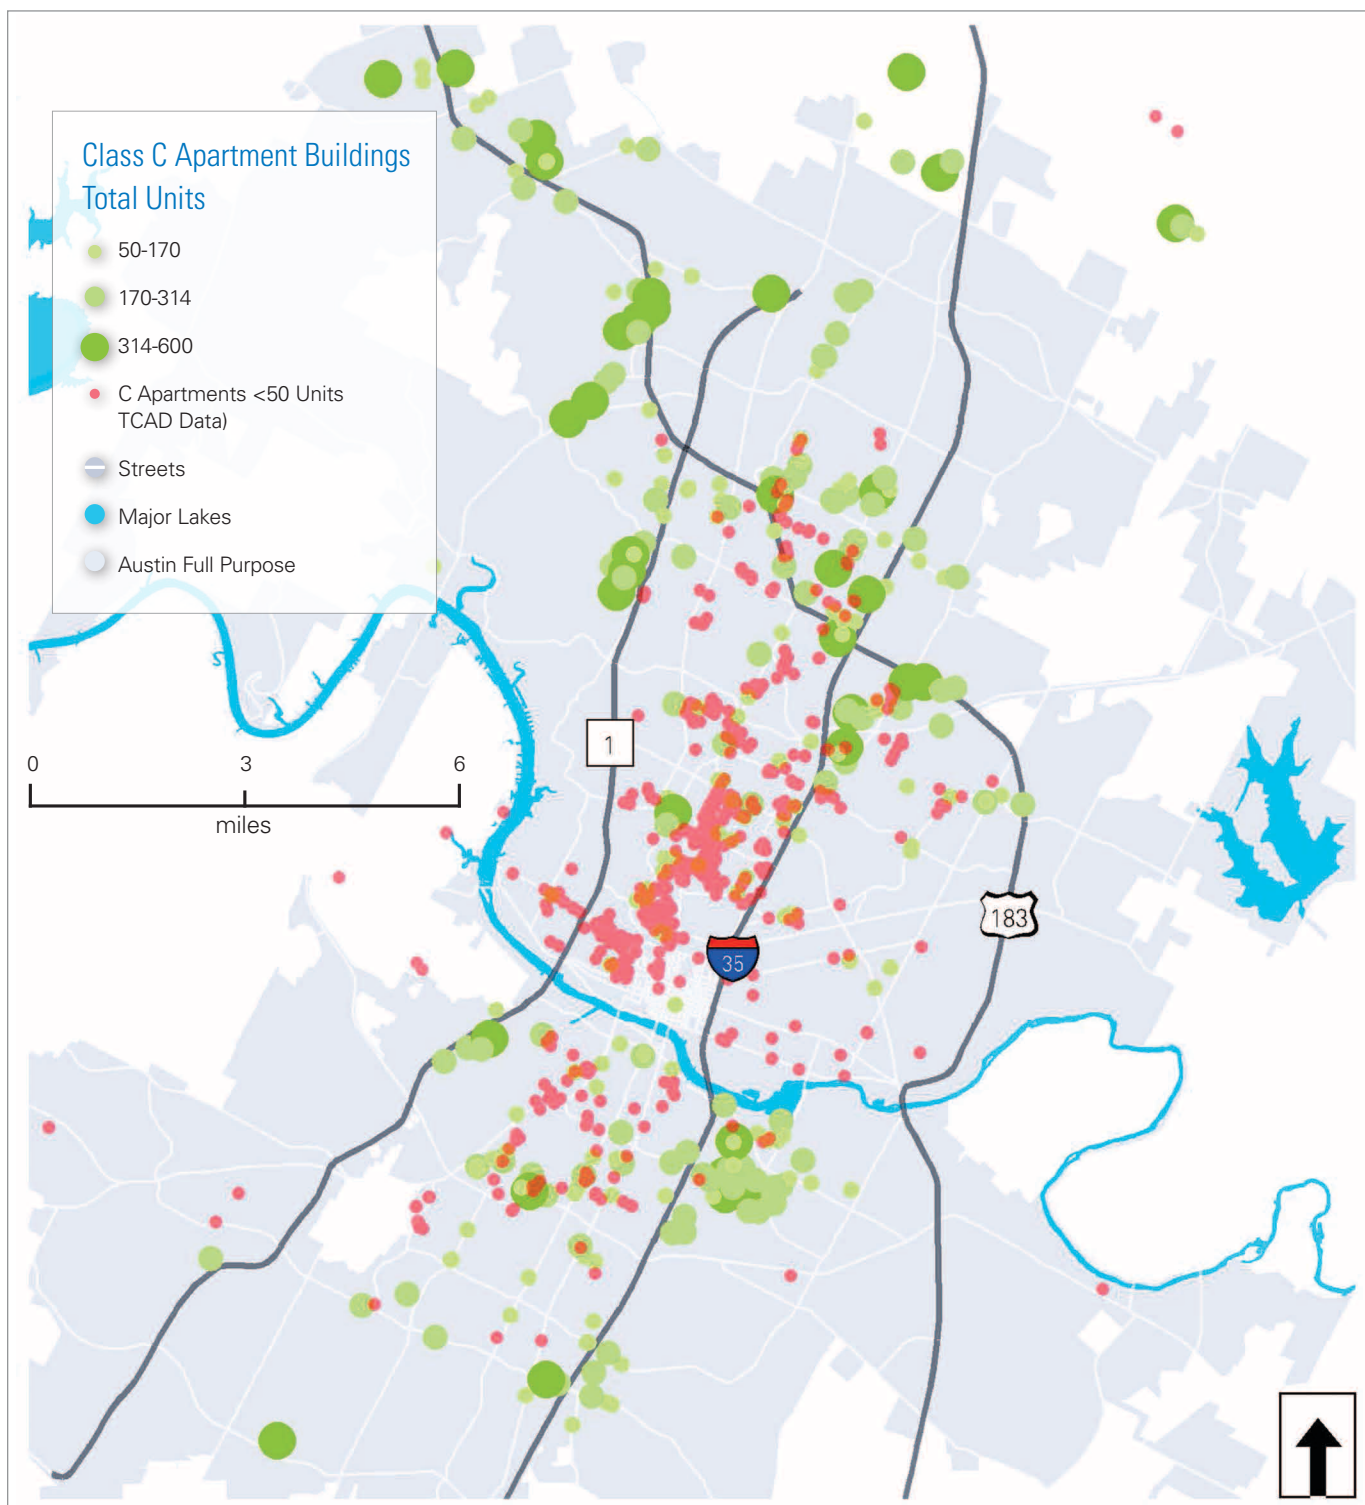 Class C Apartment Buildings
Total Units
50-170
170-314
314-600
C Apartments <50 Units
TCAD Data)
Streets
Major Lakes
Austin Full Purpose
1
0 3 6
miles
183
35